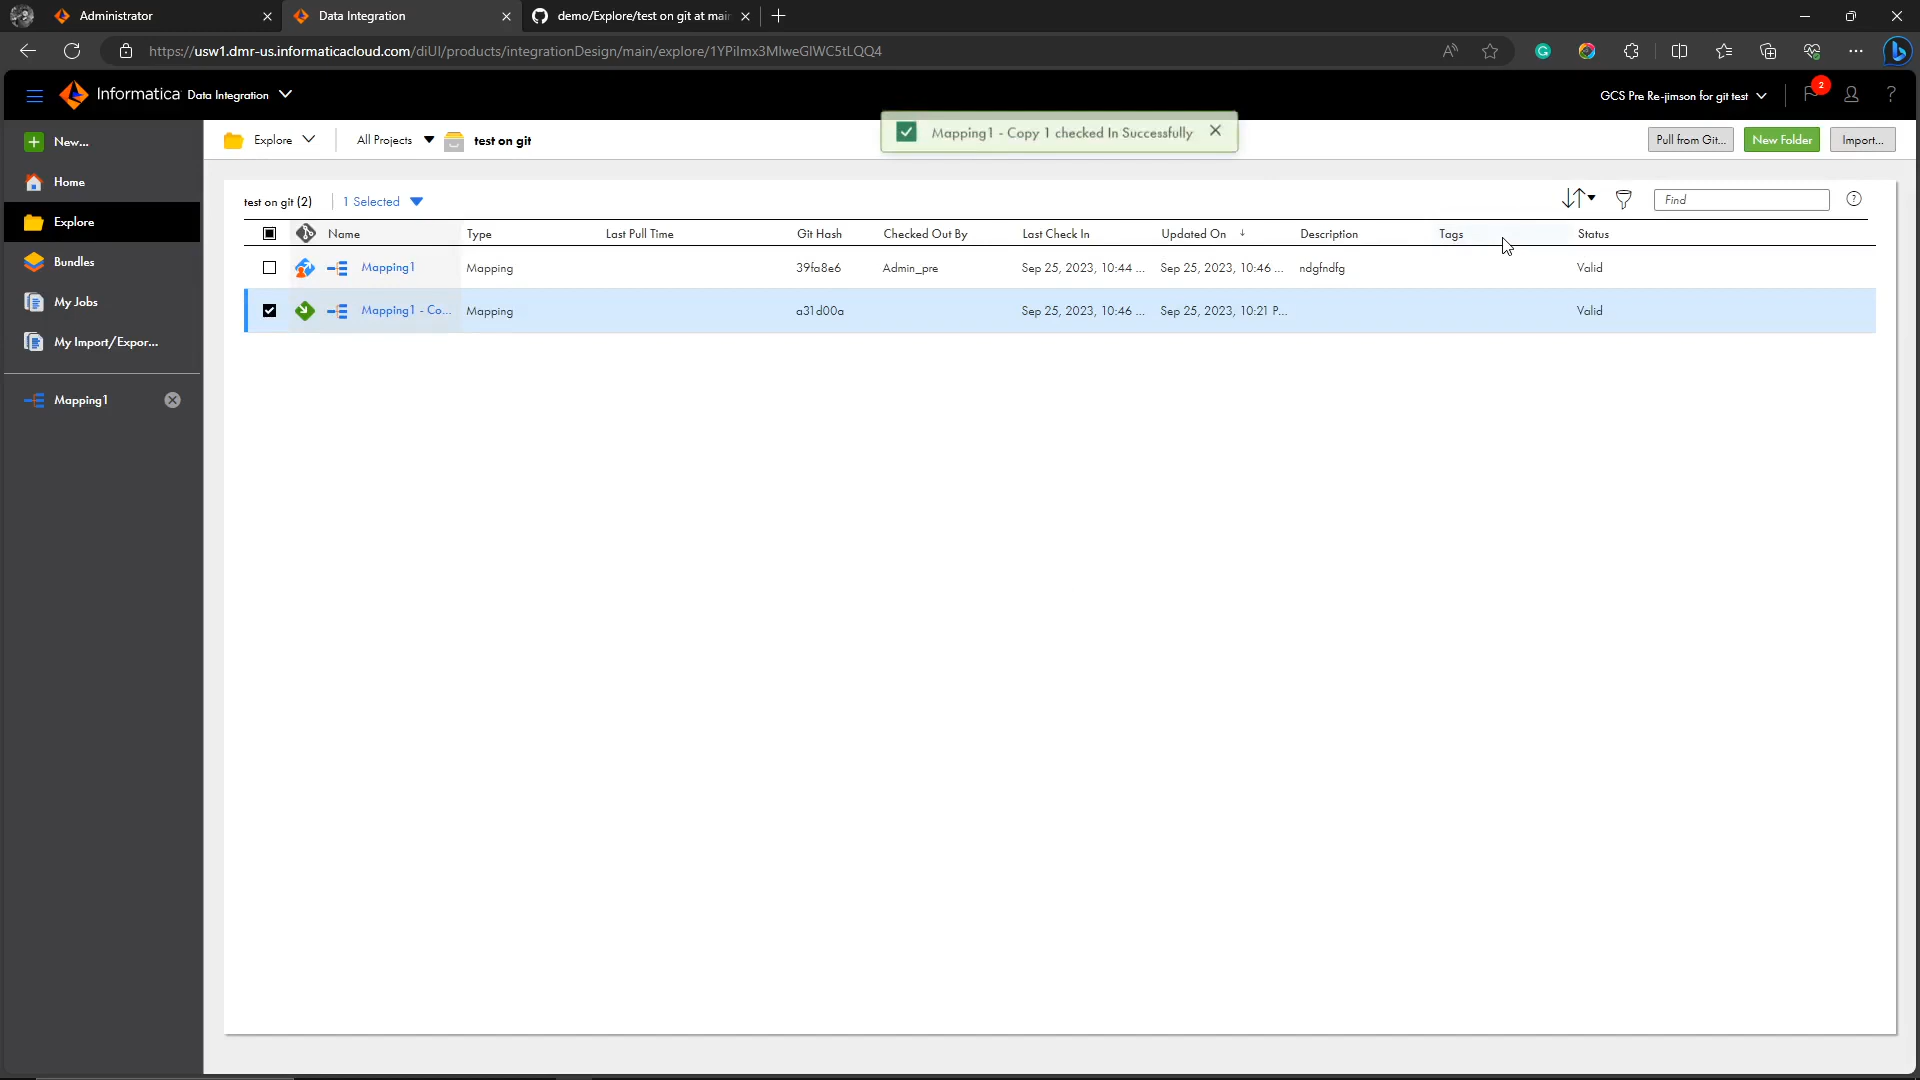 Administrator
Data Integration
demo/Explore/test on git at mai
https://usw1.dmr-us.informaticacloud.com/diUI/products/integrationDesign/main/explore/1YPilmx3MlweGlWC5tLQQ4
Informatica Data Integration
GCS Pre Re-jimson for git test
2
?
New...
Home
Explore
Bundles
My Jobs
My Import/Expor...
Mapping1
Explore
All Projects
test on git
Mapping1 - Copy 1 checked In Successfully
Pull from Git...
New Folder
Import...
test on git (2)
1 Selected
Find
Name Type Last Pull Time Git Hash Checked Out By Last Check In Updated On Description Tags Status
Mapping1 Mapping 39fa8e6 Admin_pre Sep 25, 2023, 10:44 ... Sep 25, 2023, 10:46 ... ndgfndfg Valid
Mapping1 - Co... Mapping a31d00a Sep 25, 2023, 10:46 ... Sep 25, 2023, 10:21 P... Valid